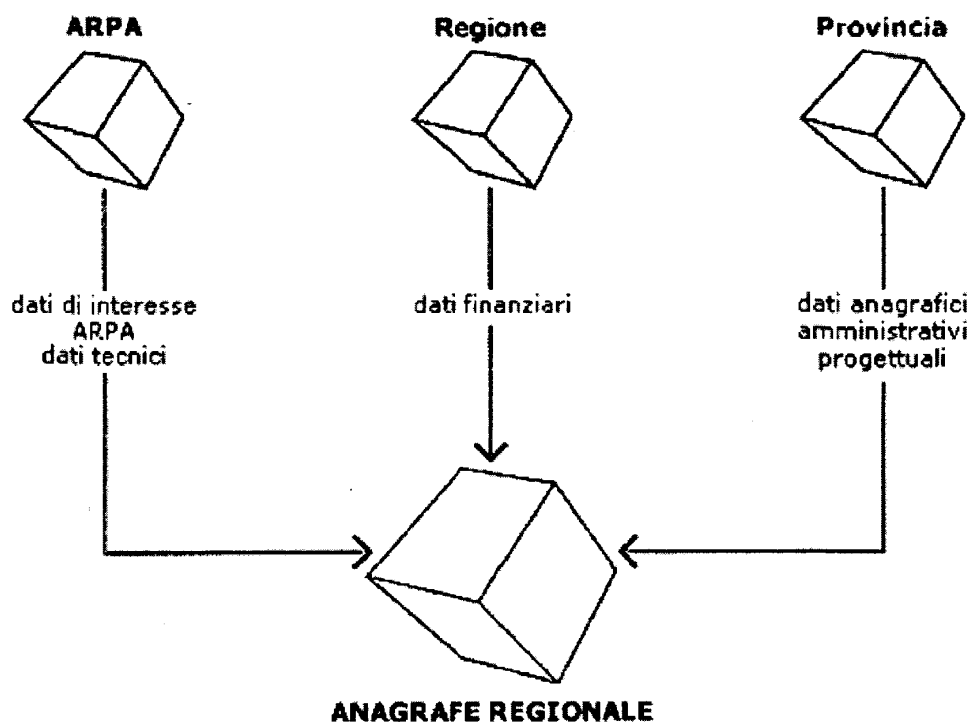 ARPA
Regione
Provincia
dati di interesse
ARPA
dati tecnici
dati finanziari
dati anagrafici
amministrativi
progettuali
ANAGRAFE REGIONALE